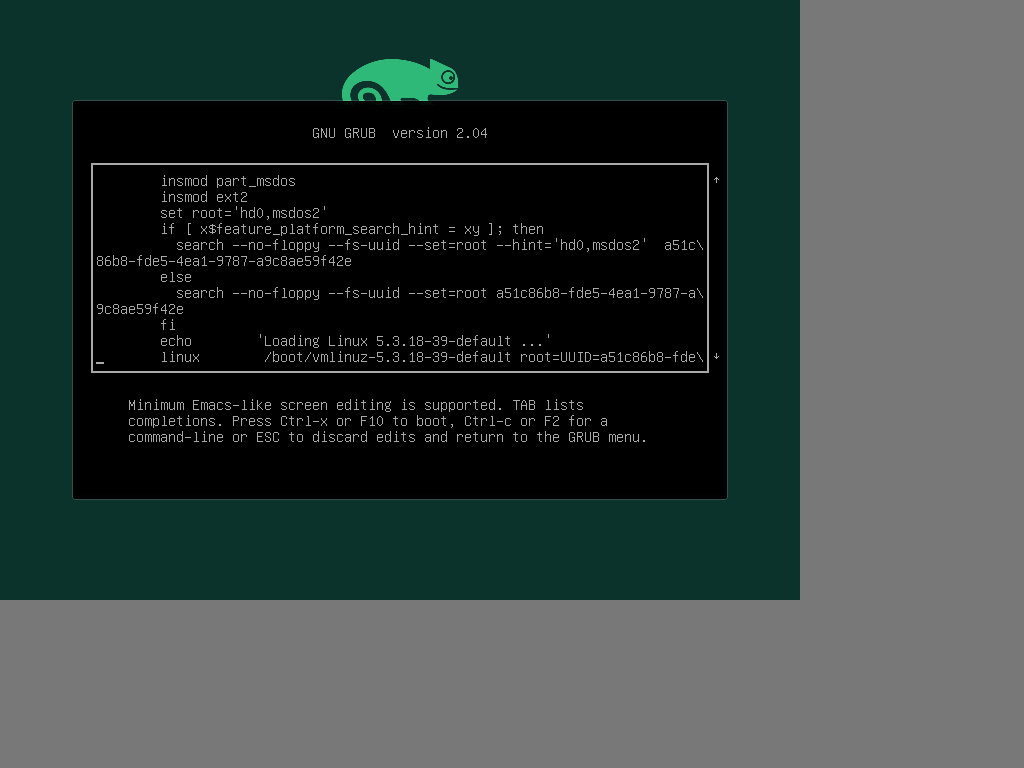 GNU GRUB  version 2.04
insmod part_msdos
insmod ext2
set root='hd0,msdos2'
if [ x$feature_platform_search_hint = xy ]; then
search --no-floppy --fs-uuid --set=root --hint='hd0,msdos2'  a51c\
86b8-fde5-4ea1-9787-a9c8ae59f42e
else
search --no-floppy --fs-uuid --set=root a51c86b8-fde5-4ea1-9787-a\
9c8ae59f42e
fi
echo        'Loading Linux 5.3.18-39-default ...'
linux        /boot/vmlinuz-5.3.18-39-default root=UUID=a51c86b8-fde\
Minimum Emacs-like screen editing is supported. TAB lists
completions. Press Ctrl-x or F10 to boot, Ctrl-c or F2 for a
command-line or ESC to discard edits and return to the GRUB menu.